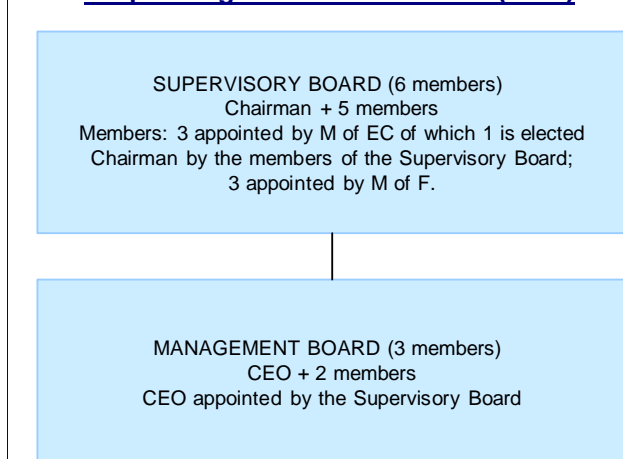 SUPERVISORY BOARD (6 members)
Chairman + 5 members
Members: 3 appointed by M of EC of which 1 is elected
Chairman by the members of the Supervisory Board;
3 appointed by M of F.
MANAGEMENT BOARD (3 members)
CEO + 2 members
CEO appointed by the Supervisory Board